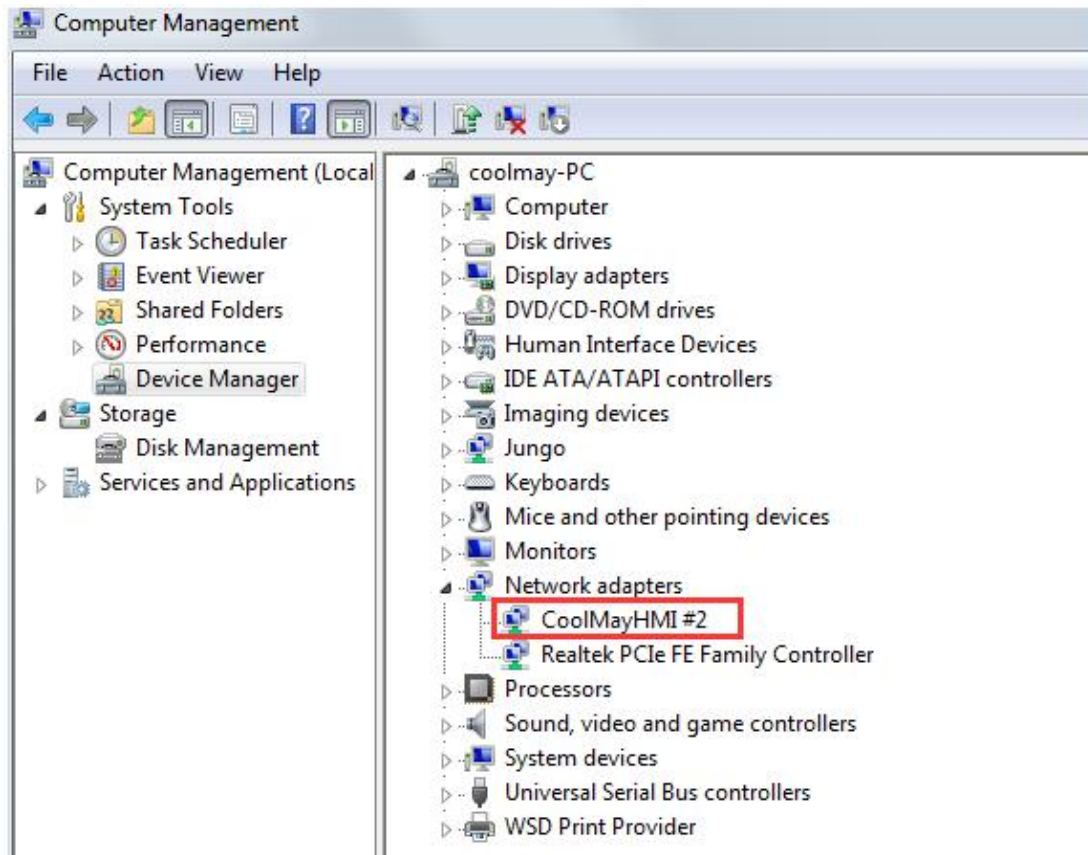 Computer Management
File Action View Help
Computer Management (Local
System Tools
Task Scheduler
Event Viewer
Shared Folders
Performance
Device Manager
Storage
Disk Management
Services and Applications
coolmay-PC
Computer
Disk drives
Display adapters
DVD/CD-ROM drives
Human Interface Devices
IDE ATA/ATAPI controllers
Imaging devices
Jungo
Keyboards
Mice and other pointing devices
Monitors
Network adapters
CoolMayHMI #2
Realtek PCIe FE Family Controller
Processors
Sound, video and game controllers
System devices
Universal Serial Bus controllers
WSD Print Provider